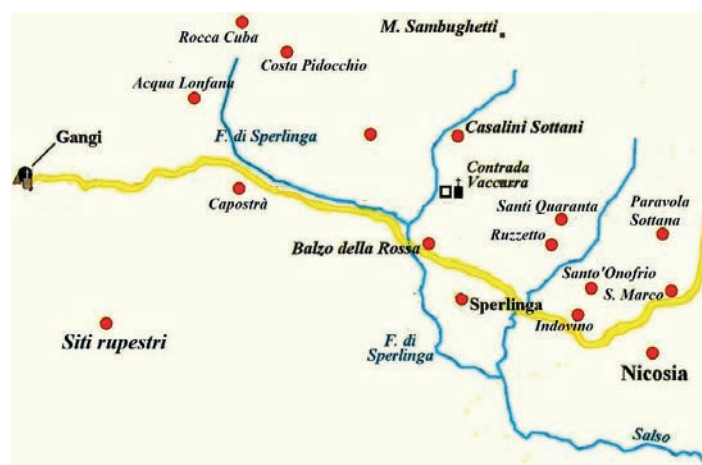 Rocca Cuba
M. Sambughetti
Costa Pidocchio
Acqua Lonfana
Gangi
F. di Sperlinga
Casalini Sottani
Contrada
Vaccarra
Capostrà
Santi Quaranta
Paravola
Sottana
Balzo della Rossa
Ruzzetto
Santo'Onofrio
S. Marco
Sperlinga
Indovino
Siti rupestri
F. di
Sperlinga
Nicosia
Salso